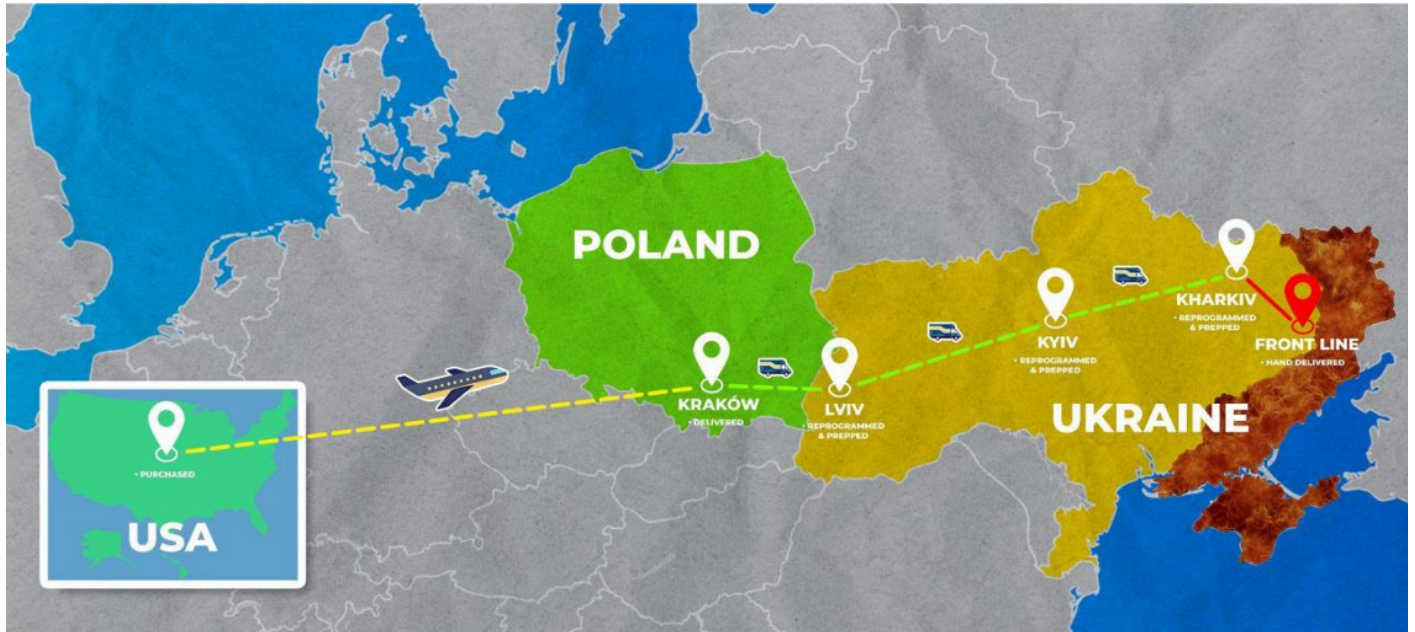 POLAND
KRAKÓW
• DELIVERED
LVIV
• REPROGRAMMED
& PREPPED
KYIV
• REPROGRAMMED
& PREPPED
KHARKIV
• REPROGRAMMED
& PREPPED
FRONT LINE
• HAND DELIVERED
UKRAINE
• PURCHASED
USA